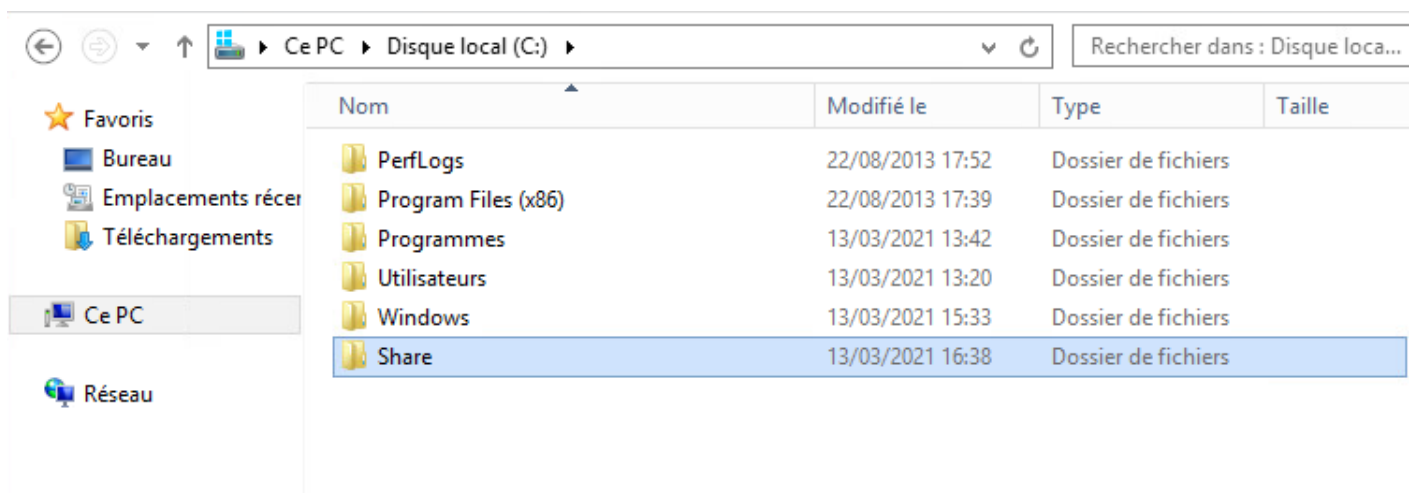 Ce PC Disque local (C:) Rechercher dans : Disque loca...
Nom Modifié le Type Taille
Favoris
Bureau
Emplacements récer
Téléchargements
Ce PC
Réseau
PerfLogs 22/08/2013 17:52 Dossier de fichiers
Program Files (x86) 22/08/2013 17:39 Dossier de fichiers
Programmes 13/03/2021 13:42 Dossier de fichiers
Utilisateurs 13/03/2021 13:20 Dossier de fichiers
Windows 13/03/2021 15:33 Dossier de fichiers
Share 13/03/2021 16:38 Dossier de fichiers